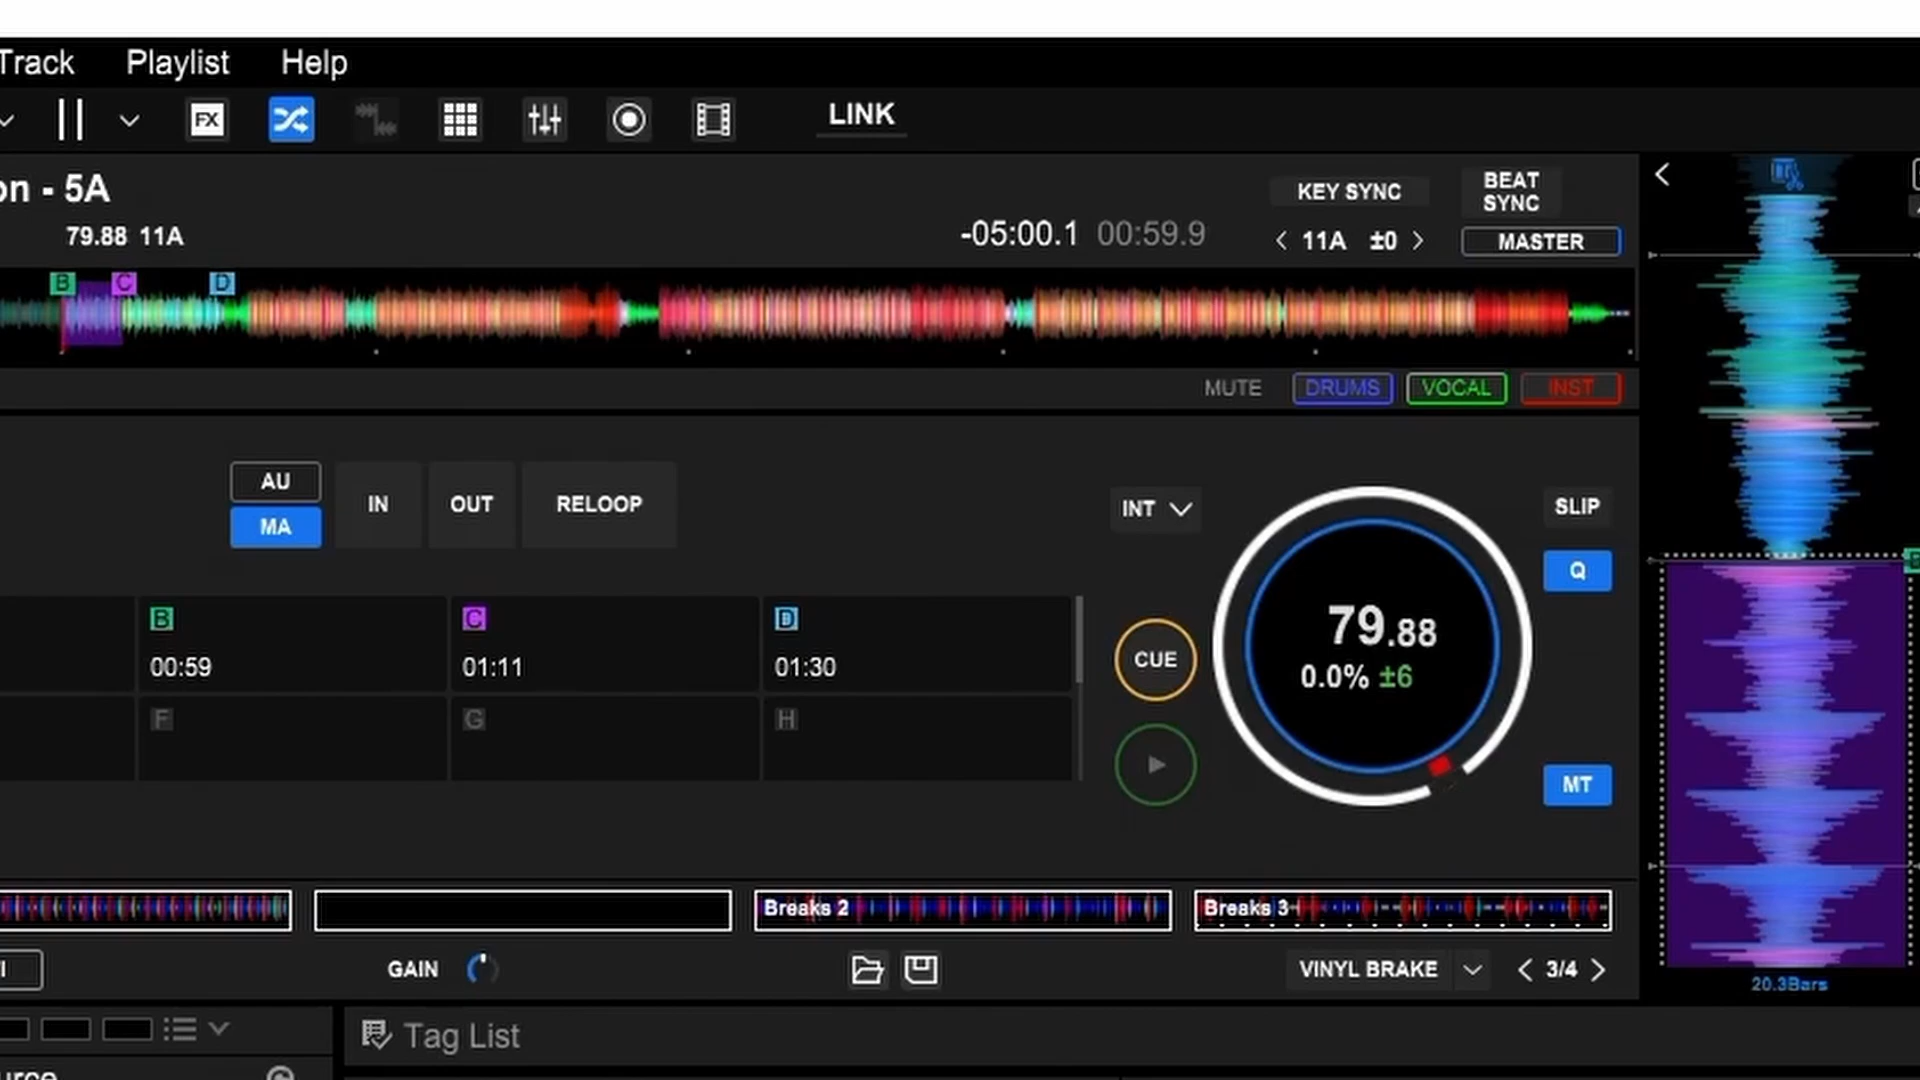 Track Playlist Help
FX LINK
on - 5A
79.88 11A
-05:00.1 00:59.9
KEY SYNC
< 11A ±0 >
BEAT
SYNC
MASTER
B C D
MUTE DRUMS VOCAL INST
AU
MA
IN OUT RELOOP
INT
SLIP
Q
MT
CUE
79.88
0.0% ±6
B C D
00:59 01:11 01:30
F G H
Breaks 2 Breaks 3
GAIN VINYL BRAKE < 3/4 >
20.3Bars
Tag List
urce